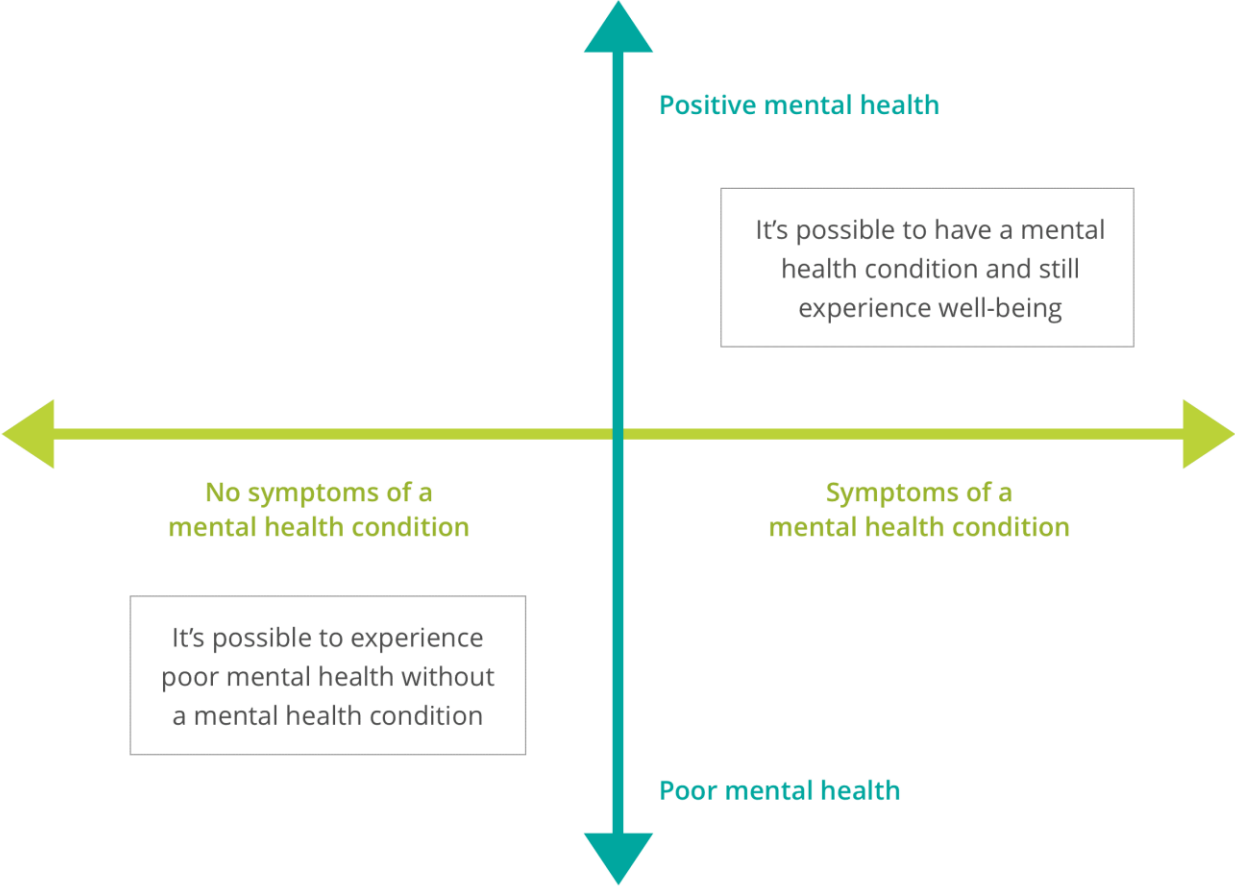 Positive mental health
It’s possible to have a mental
health condition and still
experience well-being
No symptoms of a
mental health condition
Symptoms of a
mental health condition
It’s possible to experience
poor mental health without
a mental health condition
Poor mental health